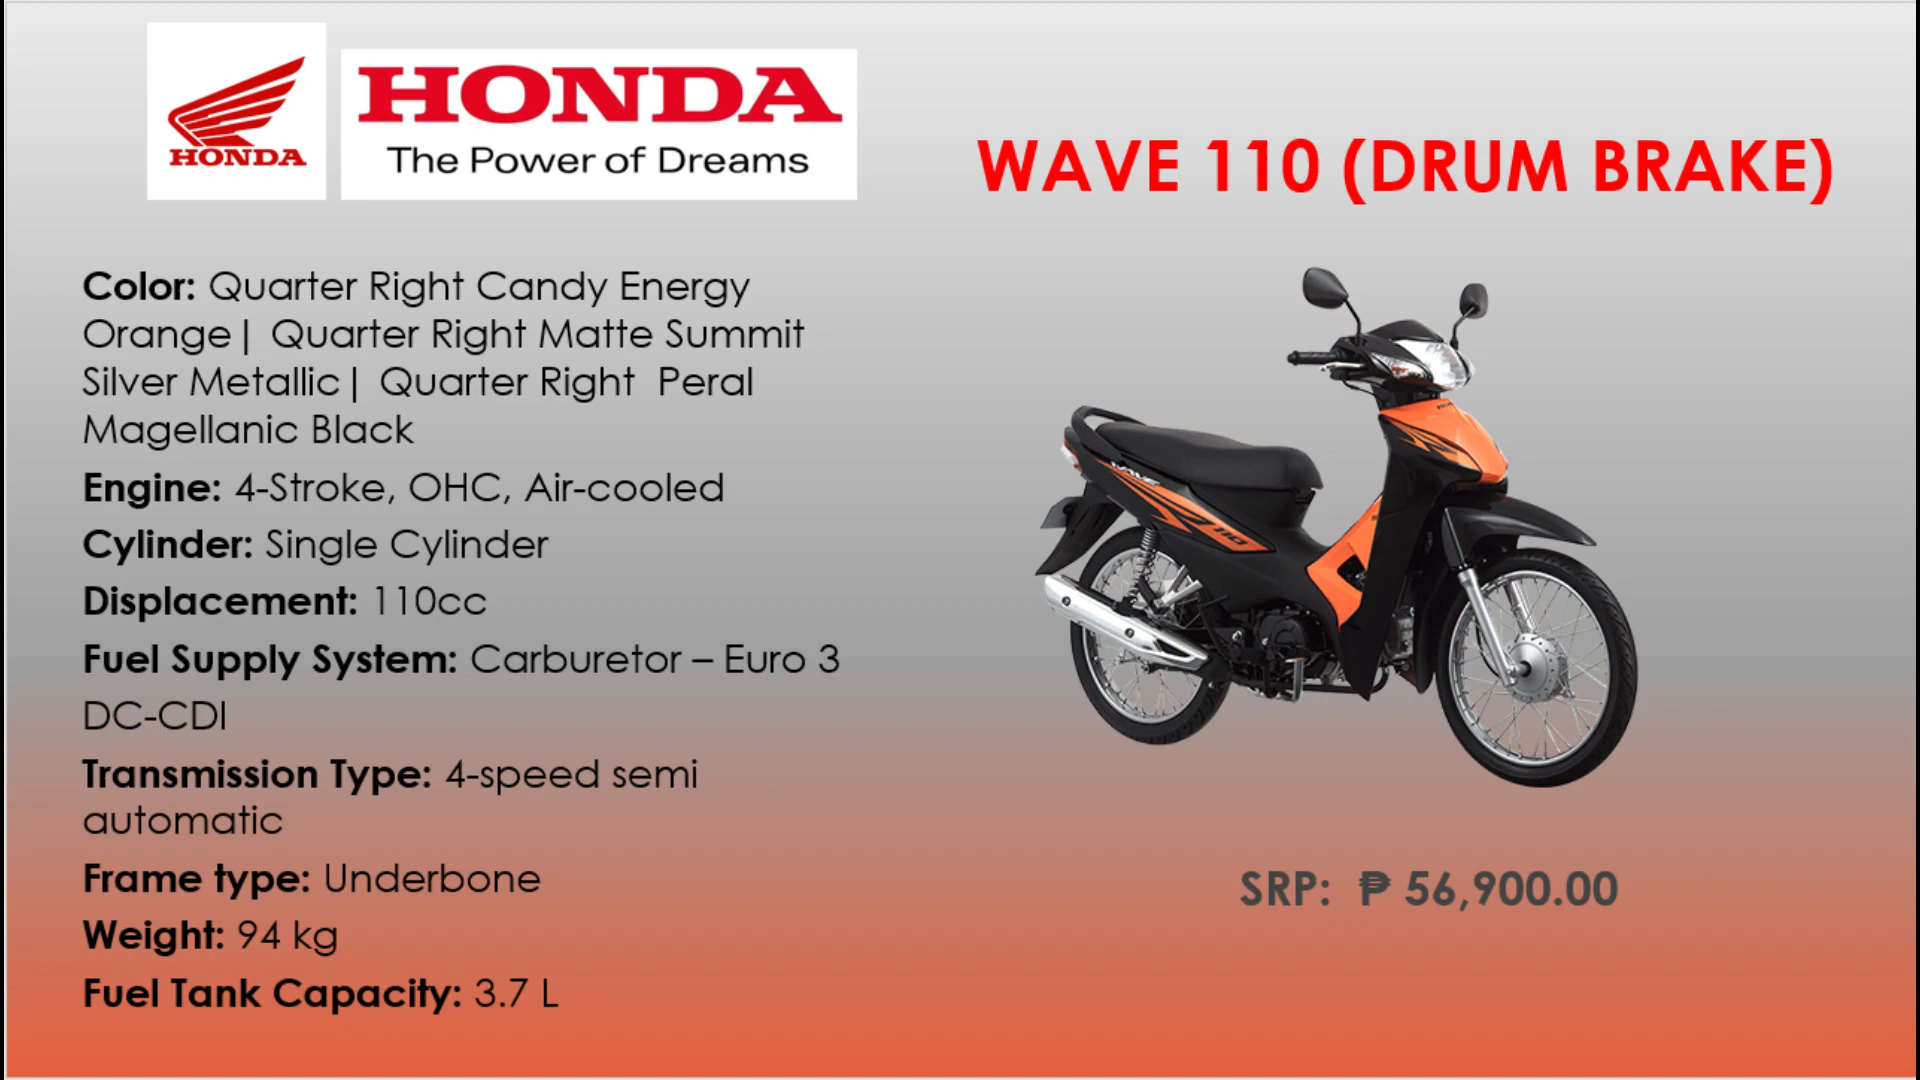 HONDA
HONDA
The Power of Dreams
WAVE 110 (DRUM BRAKE)
Color: Quarter Right Candy Energy
Orange| Quarter Right Matte Summit
Silver Metallic| Quarter Right Peral
Magellanic Black
Engine: 4-Stroke, OHC, Air-cooled
Cylinder: Single Cylinder
Displacement: 110cc
Fuel Supply System: Carburetor – Euro 3
DC-CDI
Transmission Type: 4-speed semi
automatic
Frame type: Underbone
Weight: 94 kg
Fuel Tank Capacity: 3.7 L
WAVE
110
SRP: ₱ 56,900.00